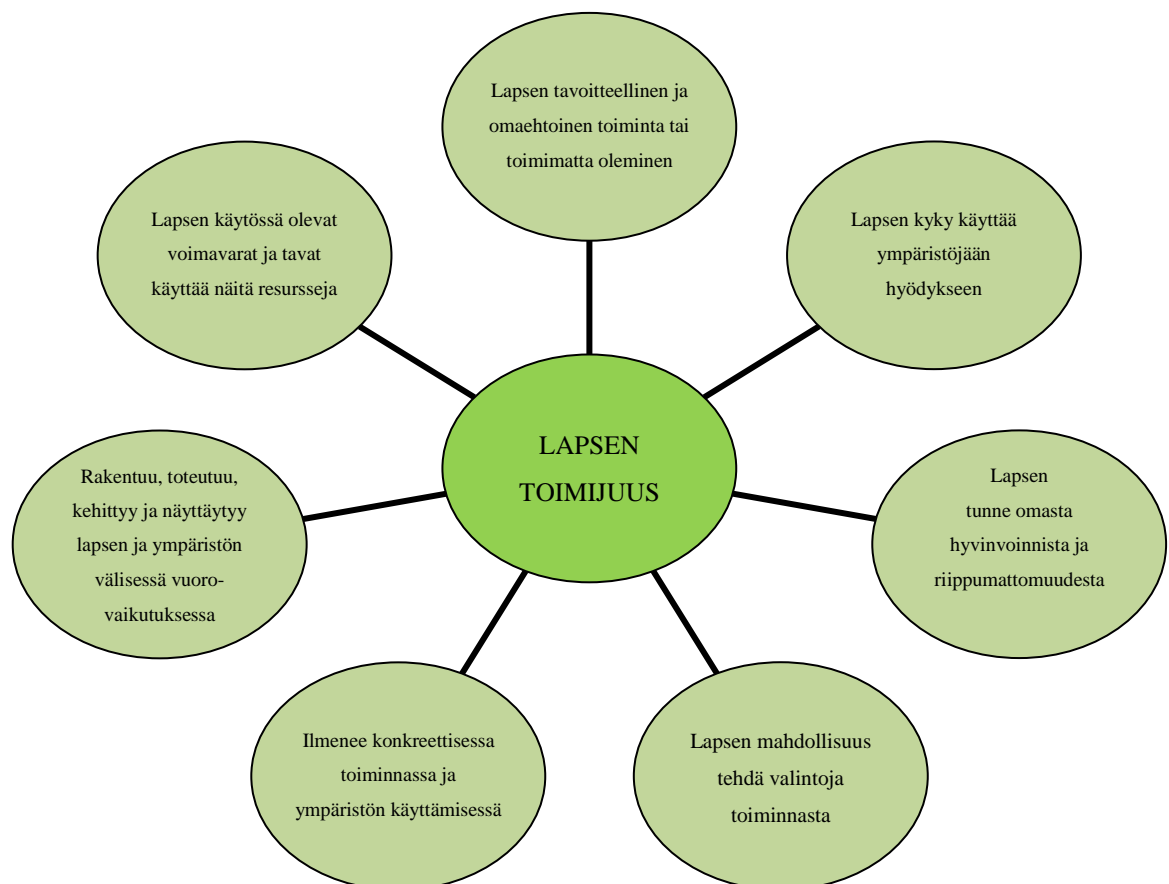 Lapsen tavoitteellinen ja
omaehtoinen toiminta tai
toimimatta oleminen
Lapsen käytössä olevat
voimavarat ja tavat
käyttää näitä resursseja
Lapsen kyky käyttää
ympäristöjään
hyödykseen
LAPSEN
TOIMIJUUS
Rakentuu, toteutuu,
kehittyy ja näyttäytyy
lapsen ja ympäristön
välisessä vuoro-
vaikutuksessa
Lapsen
tunne omasta
hyvinvoinnista ja
riippumattomuudesta
Ilmenee konkreettisessa
toiminnassa ja
ympäristön käyttämisessä
Lapsen mahdollisuus
tehdä valintoja
toiminnasta